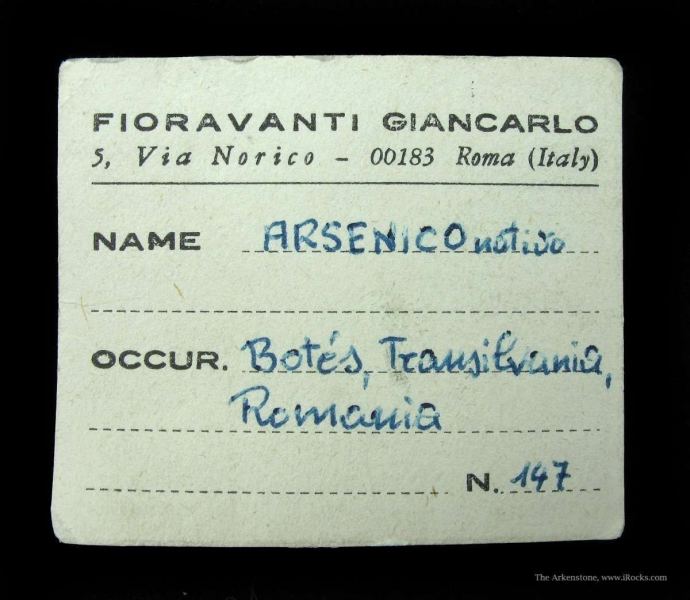 FIORAVANTI GIANCARLO
5, Via Norico - 00183 Roma (Italy)
NAME ARSENICO nativo
OCCUR. Botés, Transilvania,
Romania
N. 147
The Arkenstone, www.iRocks.com